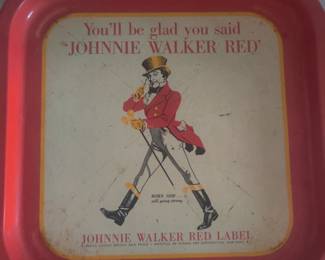 You'll be glad you said
"JOHNNIE WALKER RED"
BORN 1820
still going strong
JOHNNIE WALKER RED LABEL